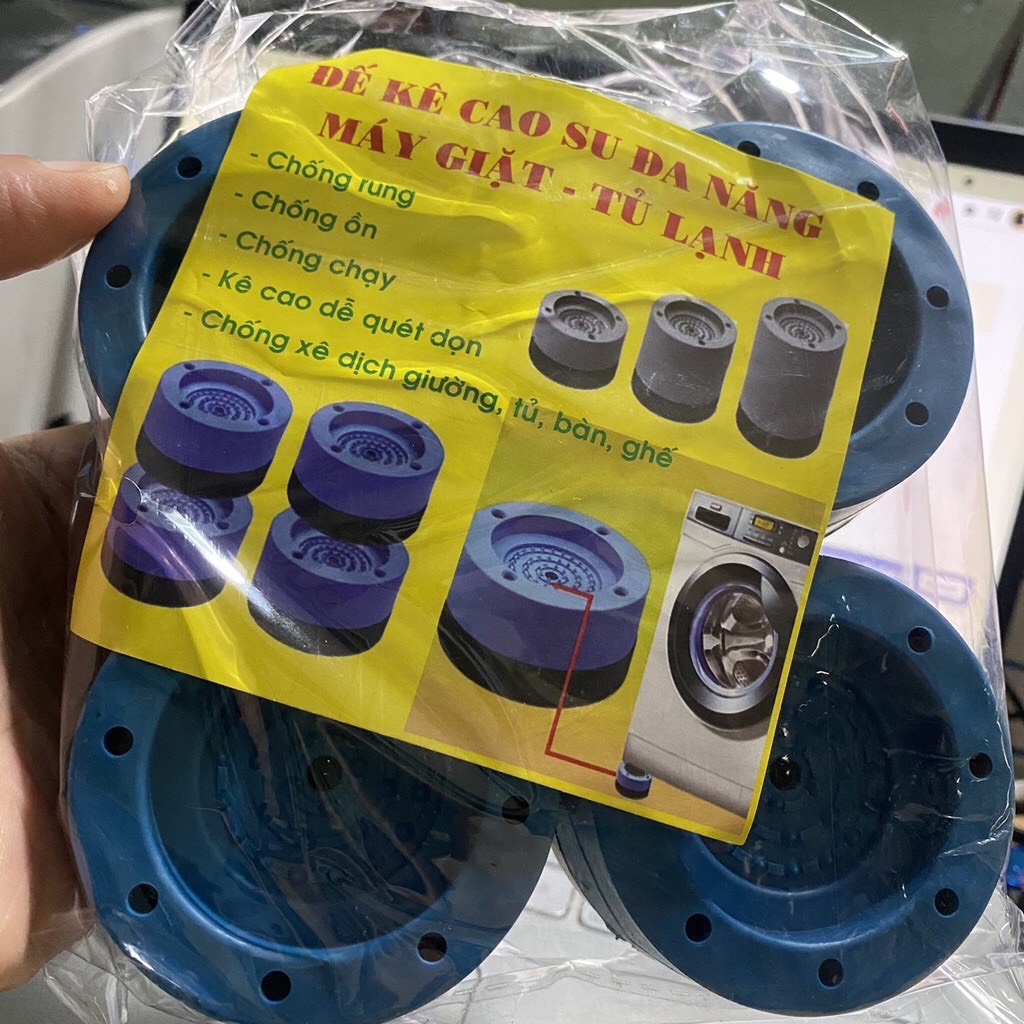 ĐẾ KÊ CAO SU ĐA NĂNG
MÁY GIẶT - TỦ LẠNH
- Chống rung
- Chống ồn
- Chống chạy
- Kê cao dễ quét dọn
- Chống xê dịch giường, tủ, bàn, ghế